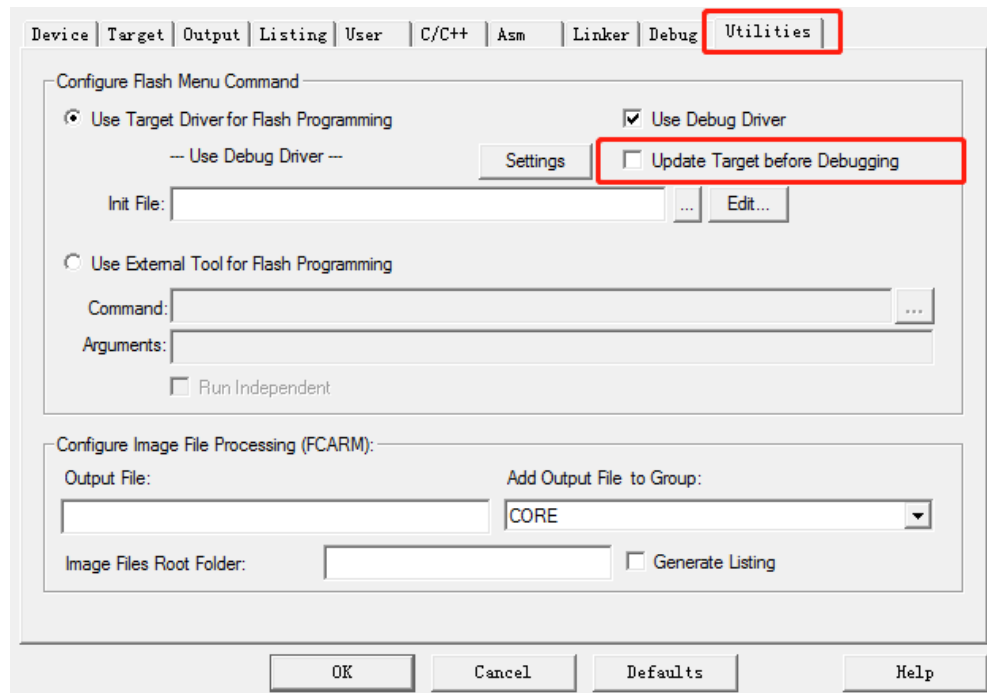 Device Target Output Listing User C/C++ Asm Linker Debug Utilities
Configure Flash Menu Command
Use Target Driver for Flash Programming Use Debug Driver
--- Use Debug Driver --- Settings Update Target before Debugging
Init File: ... Edit...
Use External Tool for Flash Programming
Command: ...
Arguments:
Run Independent
Configure Image File Processing (FCARM):
Output File: Add Output File to Group:
CORE
Image Files Root Folder: Generate Listing
OK Cancel Defaults Help